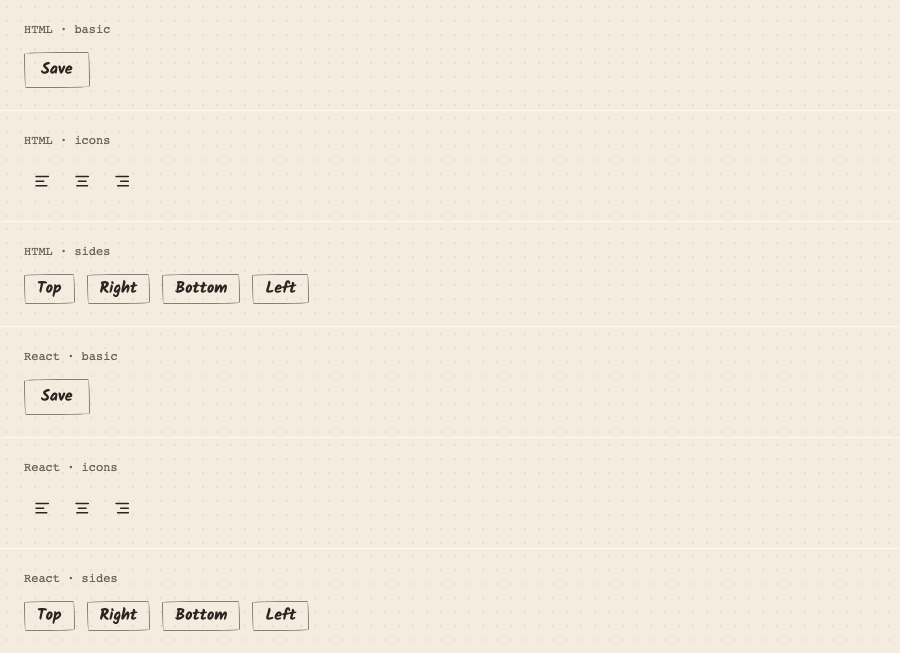 HTML · basic
Save
HTML · icons
HTML · sides
Top Right Bottom Left
React · basic
Save
React · icons
React · sides
Top Right Bottom Left